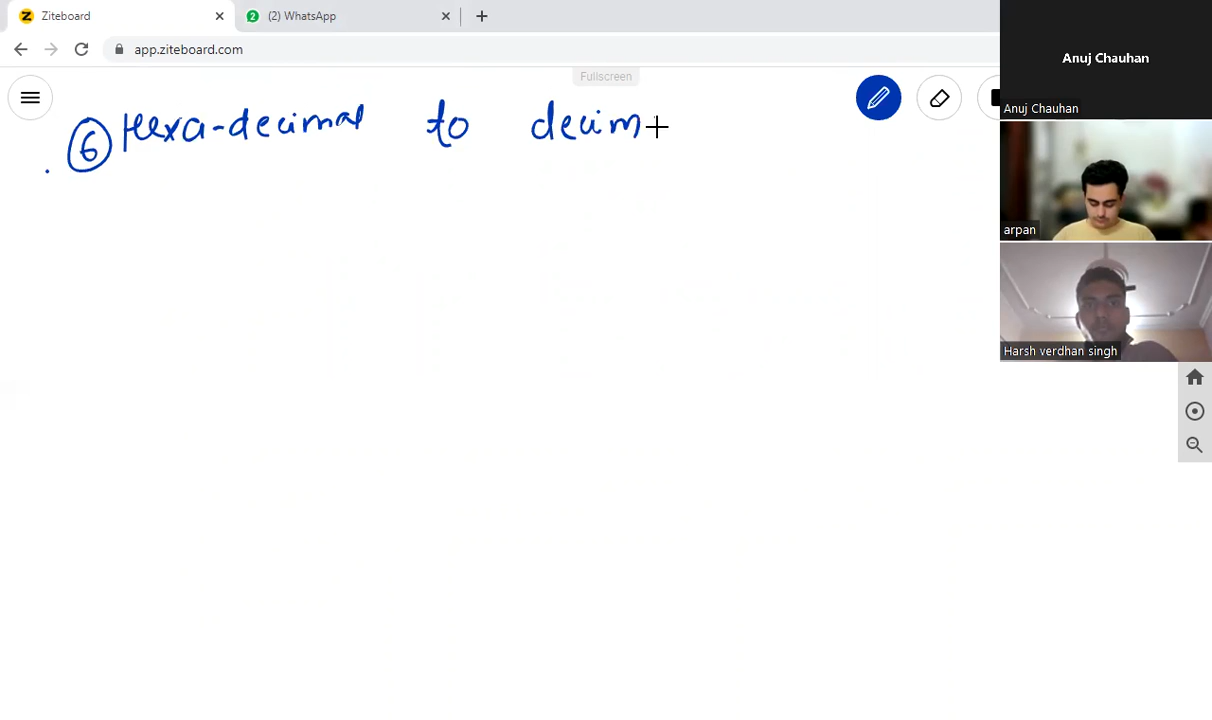 Ziteboard
(2) WhatsApp
app.ziteboard.com
Fullscreen
⑥ Hexa-decimal to decim
Anuj Chauhan
Anuj Chauhan
arpan
Harsh verdhan singh